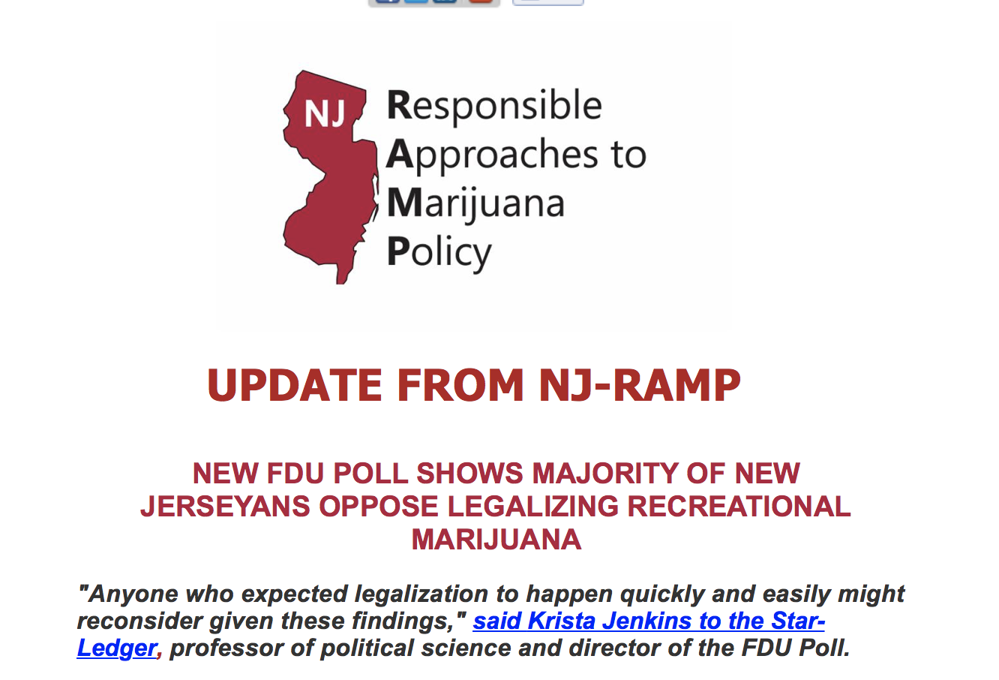 NJ
Responsible
Approaches to
Marijuana
Policy
UPDATE FROM NJ-RAMP
NEW FDU POLL SHOWS MAJORITY OF NEW
JERSEYANS OPPOSE LEGALIZING RECREATIONAL
MARIJUANA
"Anyone who expected legalization to happen quickly and easily might
reconsider given these findings," said Krista Jenkins to the Star-
Ledger, professor of political science and director of the FDU Poll.